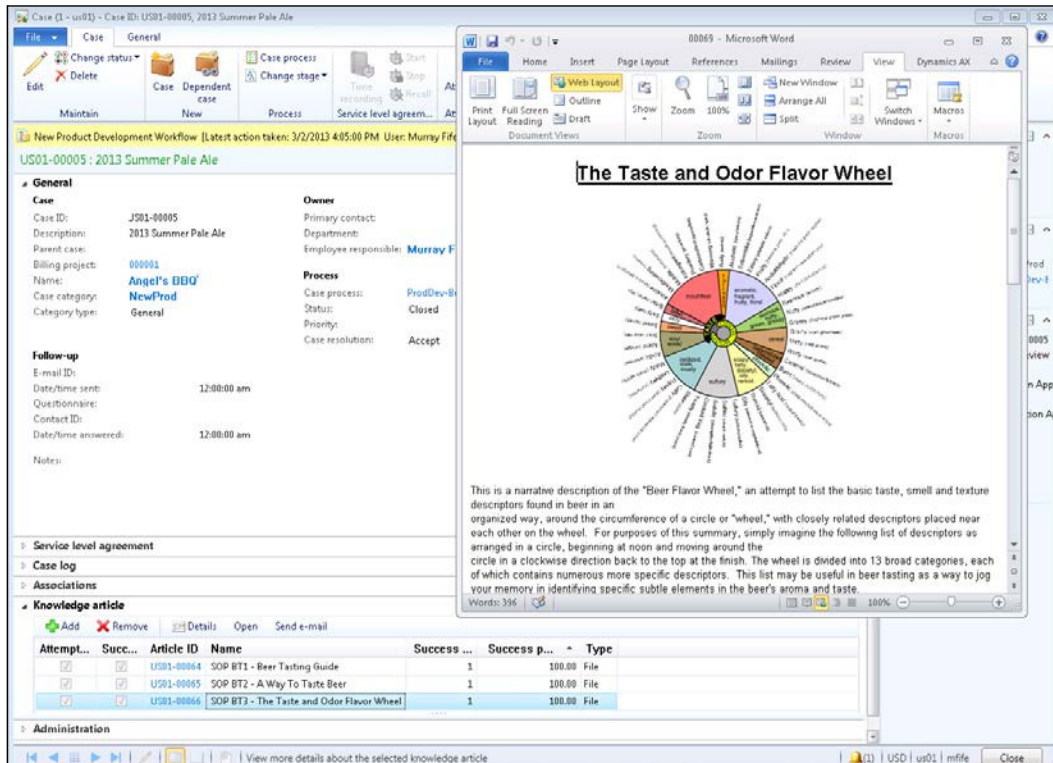 Case (1 - us01) - Case ID: US01-00005, 2013 Summer Pale Ale
File Case General
Edit
Change status
Delete
Maintain
Case Dependent case
New
Case process
Change stage
Process
Time recording
Start
Stop
Recall
Service level agreem...
New Product Development Workflow (Latest action taken: 3/2/2013 4:05:00 PM User: Murray Fife
US01-00005 : 2013 Summer Pale Ale
General
Case
Case ID: JS01-00005
Description: 2013 Summer Pale Ale
Parent case:
Billing project: 000001
Name: Angel's BBQ
Case category: NewProd
Category type: General
Owner
Primary contact:
Department:
Employee responsible: Murray F
Process
Case process: ProdDev-B
Status: Closed
Priority:
Case resolution: Accept
Follow-up
E-mail ID:
Date/time sent: 12:00:00 am
Questionnaire:
Contact ID:
Date/time answered: 12:00:00 am
Notes:
Service level agreement
Case log
Associations
Knowledge article
Add Remove Details Open Send e-mail
Attempt... Succ... Article ID Name Success ... Success p... Type
US01-00064 SOP BT1 - Beer Tasting Guide 1 100.00 File
US01-00065 SOP BT2 - A Way To Taste Beer 1 100.00 File
US01-00066 SOP BT3 - The Taste and Odor Flavor Wheel 1 100.00 File
Administration
View more details about the selected knowledge article (1) USD us01 mfife Close
00069 - Microsoft Word
File Home Insert Page Layout References Mailings Review View Dynamics AX
Print Layout
Full Screen Reading
Web Layout
Outline
Draft
Document Views
Show
Zoom 100%
Zoom
New Window
Arrange All
Split
Switch Windows
Window
Macros
Macros
The Taste and Odor Flavor Wheel
sulfury
cereal
This is a narrative description of the "Beer Flavor Wheel," an attempt to list the basic taste, smell and texture
descriptors found in beer in an
organized way, around the circumference of a circle or "wheel," with closely related descriptors placed near
each other on the wheel. For purposes of this summary, simply imagine the following list of descriptors as
arranged in a circle, beginning at noon and moving around the
circle in a clockwise direction back to the top at the finish. The wheel is divided into 13 broad categories, each
of which contains numerous more specific descriptors. This list may be useful in beer tasting as a way to jog
your memory in identifying specific subtle elements in the beer's aroma and taste.
Words: 396 100%